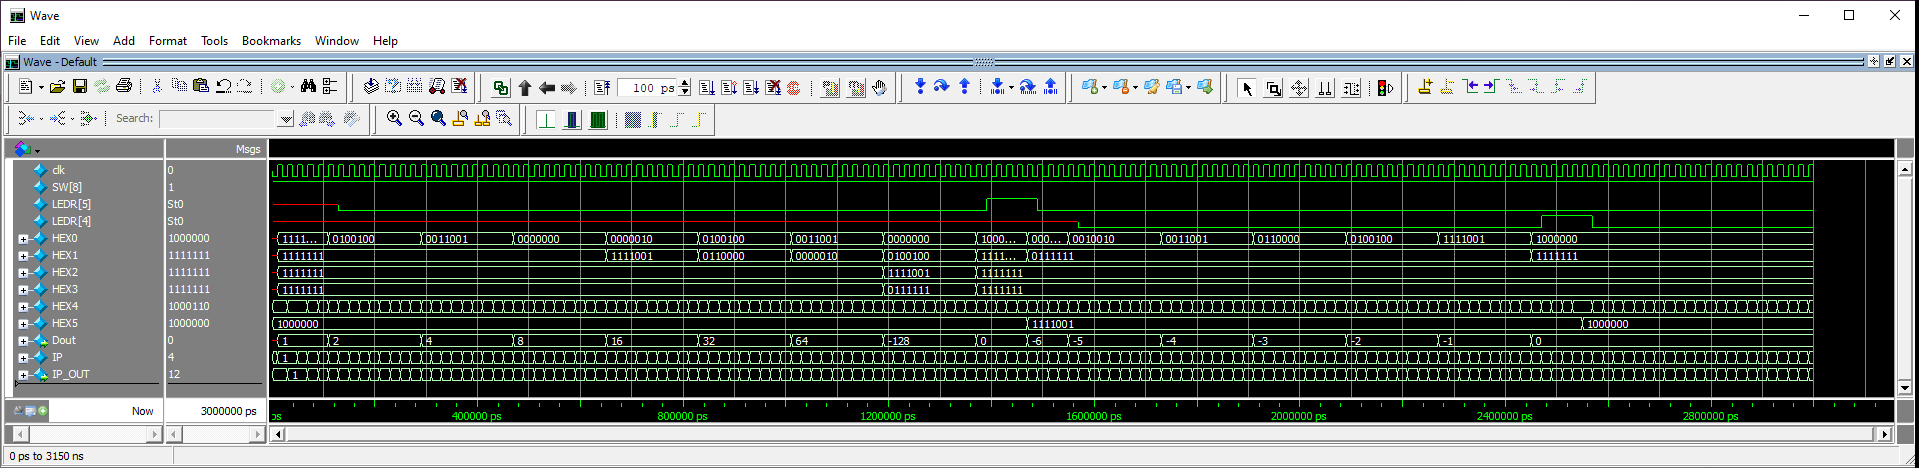 Wave
File Edit View Add Format Tools Bookmarks Window Help
Wave - Default
100 ps
Search:
Msgs
clk 0
SW[8] 1
LEDR[5] St0
LEDR[4] St0
HEX0 1000000 1111... 0100100 0011001 0000000 0000010 0100100 0011001 0000000 1000... 000... 0010010 0011001 0110000 0100100 1111001 1000000
HEX1 1111111 1111111 1111001 0110000 0000010 0100100 1111... 0111111 1111111
HEX2 1111111 1111111 1111001 1111111
HEX3 1111111 1111111 0111111 1111111
HEX4 1000110
HEX5 1000000 1000000 1111001 1000000
Dout 0 1 2 4 8 16 32 64 -128 0 -6 -5 -4 -3 -2 -1 0
IP 4 1
IP_OUT 12 1
Now 3000000 ps ps 400000 ps 800000 ps 1200000 ps 1600000 ps 2000000 ps 2400000 ps 2800000 ps
0 ps to 3150 ns